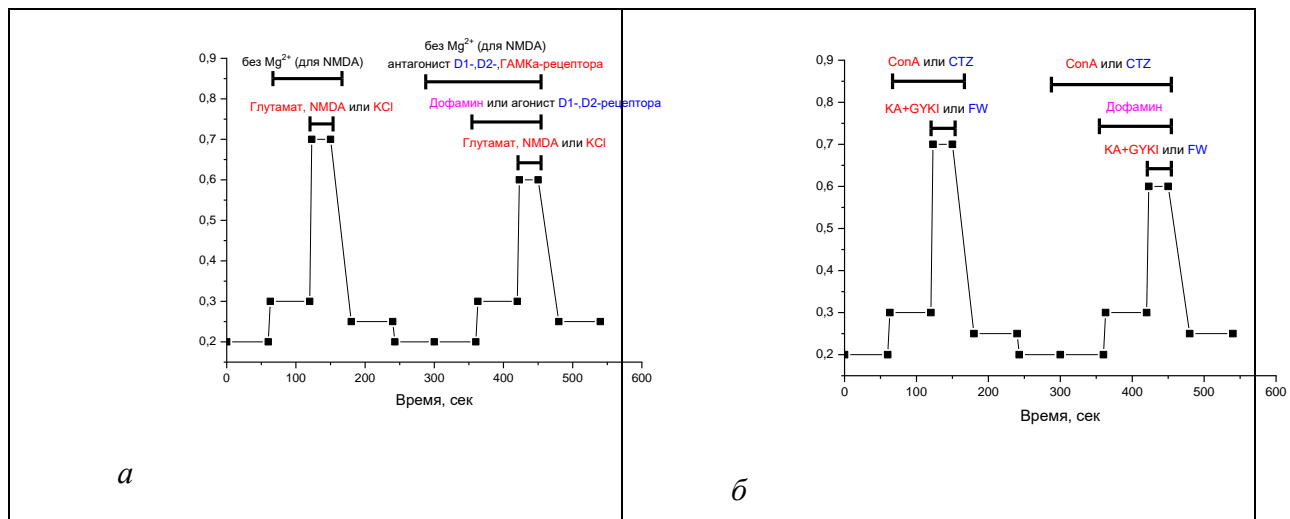 без Mg²⁺ (для NMDA)
Глутамат, NMDA или KCl
без Mg²⁺ (для NMDA)
антагонист D1-,D2-,ГАМКа-рецептора
Дофамин или агонист D1-,D2-рецептора
Глутамат, NMDA или KCl
0,9
0,8
0,7
0,6
0,5
0,4
0,3
0,2
0 100 200 300 400 500 600
Время, сек
а
ConA или CTZ
KA+GYKI или FW
ConA или CTZ
Дофамин
KA+GYKI или FW
0,9
0,8
0,7
0,6
0,5
0,4
0,3
0,2
0 100 200 300 400 500 600
Время, сек
б